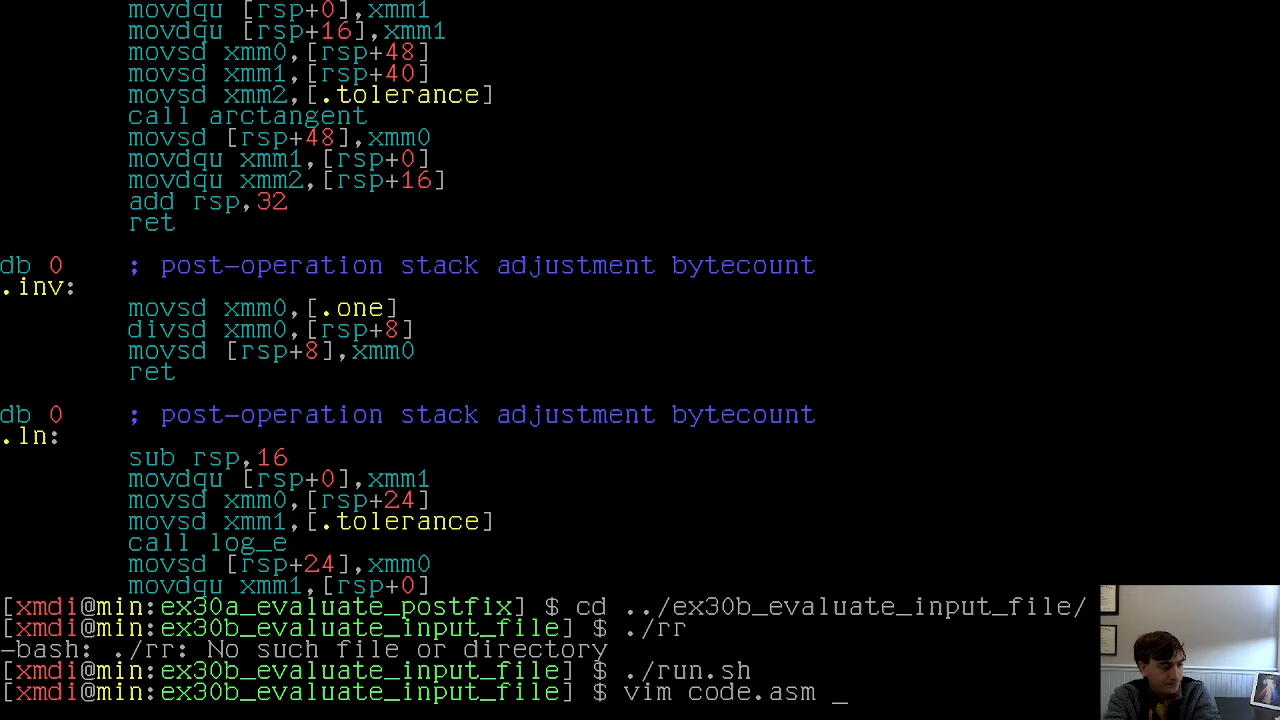 movdqu [rsp+0],xmm1
movdqu [rsp+16],xmm1
movsd xmm0,[rsp+48]
movsd xmm1,[rsp+40]
movsd xmm2,[.tolerance]
call arctangent
movsd [rsp+48],xmm0
movdqu xmm1,[rsp+0]
movdqu xmm2,[rsp+16]
add rsp,32
ret
db 0 ; post-operation stack adjustment bytecount
.inv:
movsd xmm0,[.one]
divsd xmm0,[rsp+8]
movsd [rsp+8],xmm0
ret
db 0 ; post-operation stack adjustment bytecount
.ln:
sub rsp,16
movdqu [rsp+0],xmm1
movsd xmm0,[rsp+24]
movsd xmm1,[.tolerance]
call log_e
movsd [rsp+24],xmm0
movdqu xmm1,[rsp+0]
[xmdi@min:ex30a_evaluate_postfix] $ cd ../ex30b_evaluate_input_file/
[xmdi@min:ex30b_evaluate_input_file] $ ./rr
-bash: ./rr: No such file or directory
[xmdi@min:ex30b_evaluate_input_file] $ ./run.sh
[xmdi@min:ex30b_evaluate_input_file] $ vim code.asm _